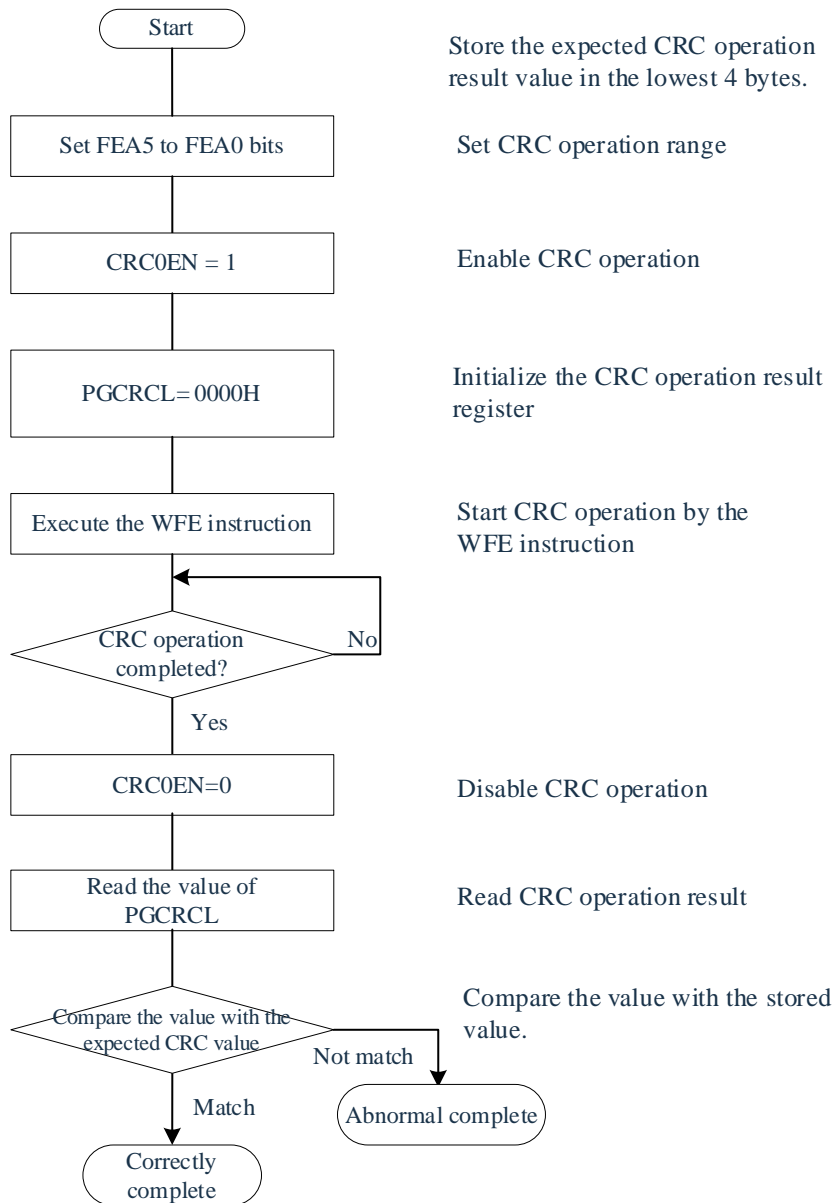 Start
Store the expected CRC operation
result value in the lowest 4 bytes.
Set FEA5 to FEA0 bits
Set CRC operation range
CRC0EN = 1
Enable CRC operation
PGCRCL= 0000H
Initialize the CRC operation result
register
Execute the WFE instruction
Start CRC operation by the
WFE instruction
CRC operation
completed?
No
Yes
CRC0EN=0
Disable CRC operation
Read the value of
PGCRCL
Read CRC operation result
Compare the value with the
expected CRC value
Compare the value with the stored
value.
Not match
Match
Abnormal complete
Correctly
complete